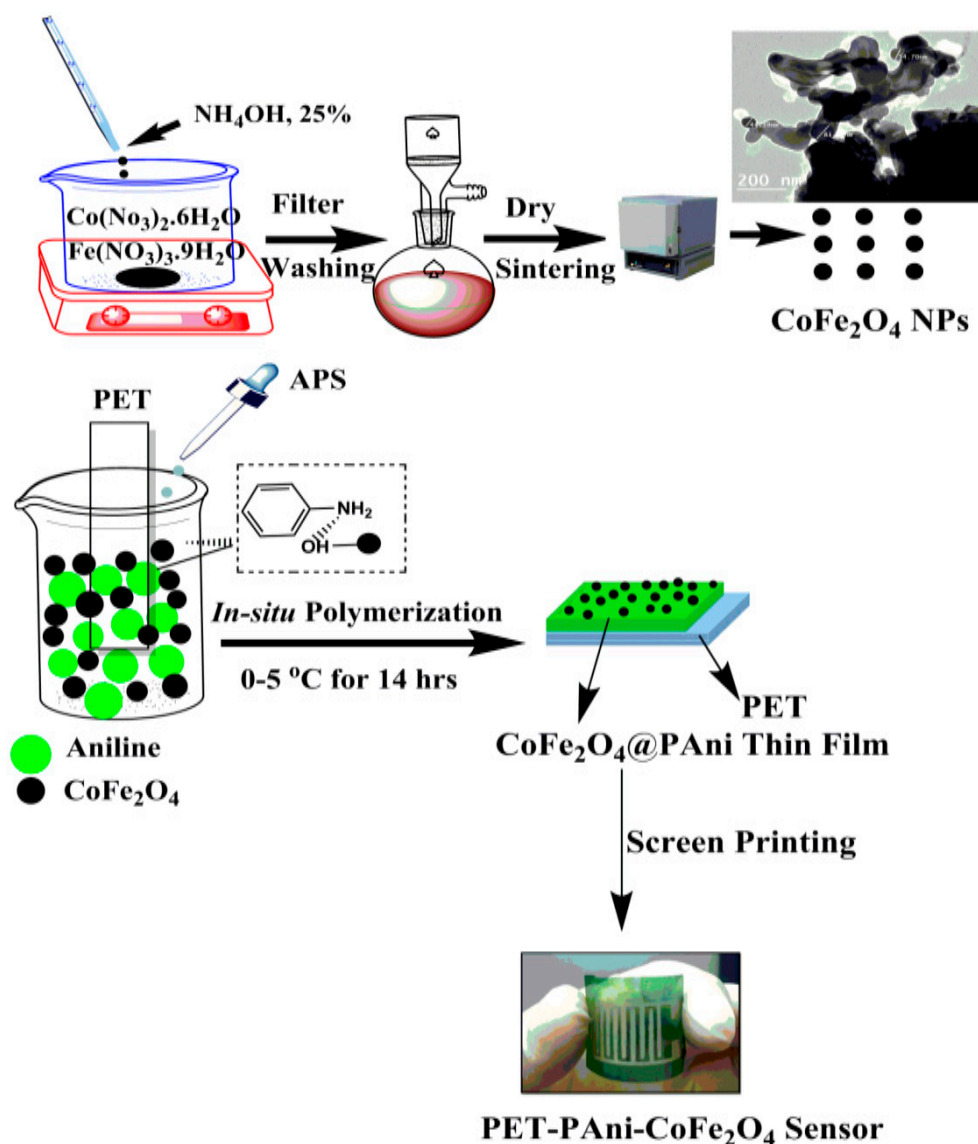 NH₄OH, 25%
Co(No₃)₂.6H₂O
Fe(NO₃)₃.9H₂O
Filter
Washing
Dry
Sintering
200 nm
CoFe₂O₄ NPs
PET
APS
NH₂
OH
In-situ Polymerization
0-5 °C for 14 hrs
Aniline
CoFe₂O₄
PET
CoFe₂O₄@PAni Thin Film
Screen Printing
PET-PAni-CoFe₂O₄ Sensor